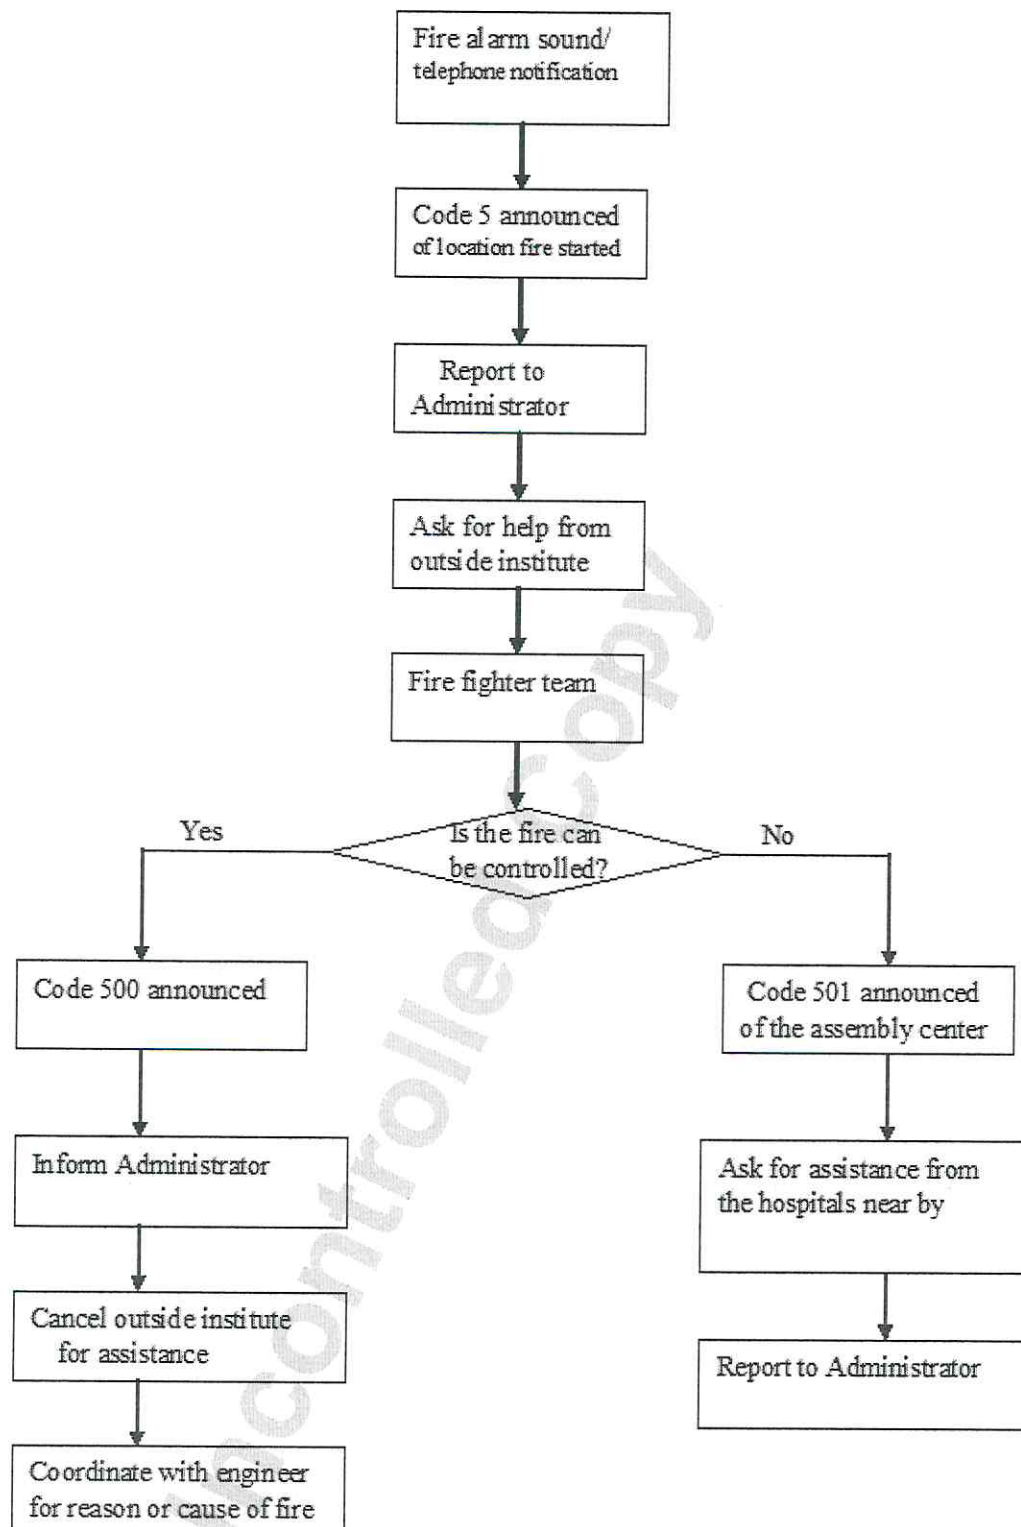 Fire alarm sound/
telephone notification
Code 5 announced
of location fire started
Report to
Administrator
Ask for help from
outside institute
Fire fighter team
Is the fire can
be controlled?
Yes
No
Code 500 announced
Code 501 announced
of the assembly center
Inform Administrator
Ask for assistance from
the hospitals near by
Cancel outside institute
for assistance
Report to Administrator
Coordinate with engineer
for reason or cause of fire
Uncontrolled Copy